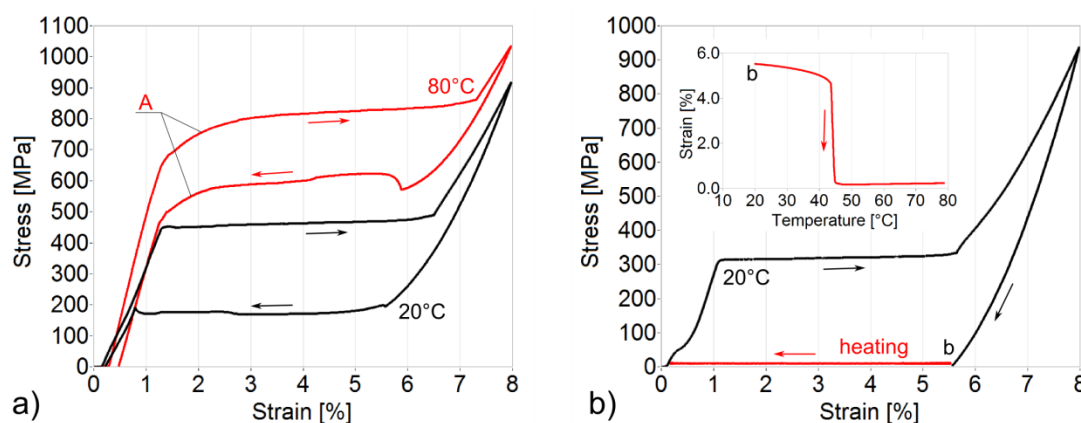 1100
1000
900
800
700
600
500
400
300
200
100
0
Stress [MPa]
A
80°C
20°C
0 1 2 3 4 5 6 7 8
Strain [%]
a)
1000
900
800
700
600
500
400
300
200
100
0
Stress [MPa]
6.0
4.0
2.0
0.0
Strain [%]
b
10 20 30 40 50 60 70 80
Temperature [°C]
20°C
heating
b
0 1 2 3 4 5 6 7 8
Strain [%]
b)